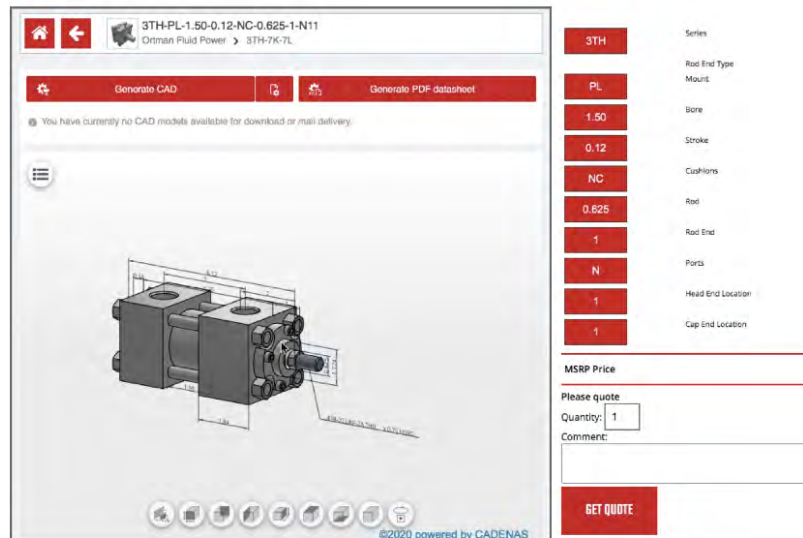 3TH-PL-1.50-0.12-NC-0.625-1-N11
Ortman Fluid Power > 3TH-7K-7L
Generate CAD
Generate PDF datasheet
You have currently no CAD models available for download or mail delivery.
©2020 powered by CADENAS
3TH Series
Rod End Type
PL Mount
1.50 Bore
0.12 Stroke
NC Cushions
0.625 Rod
1 Rod End
N Ports
1 Head End Location
1 Cap End Location
MSRP Price
Please quote
Quantity: 1
Comment:
GET QUOTE